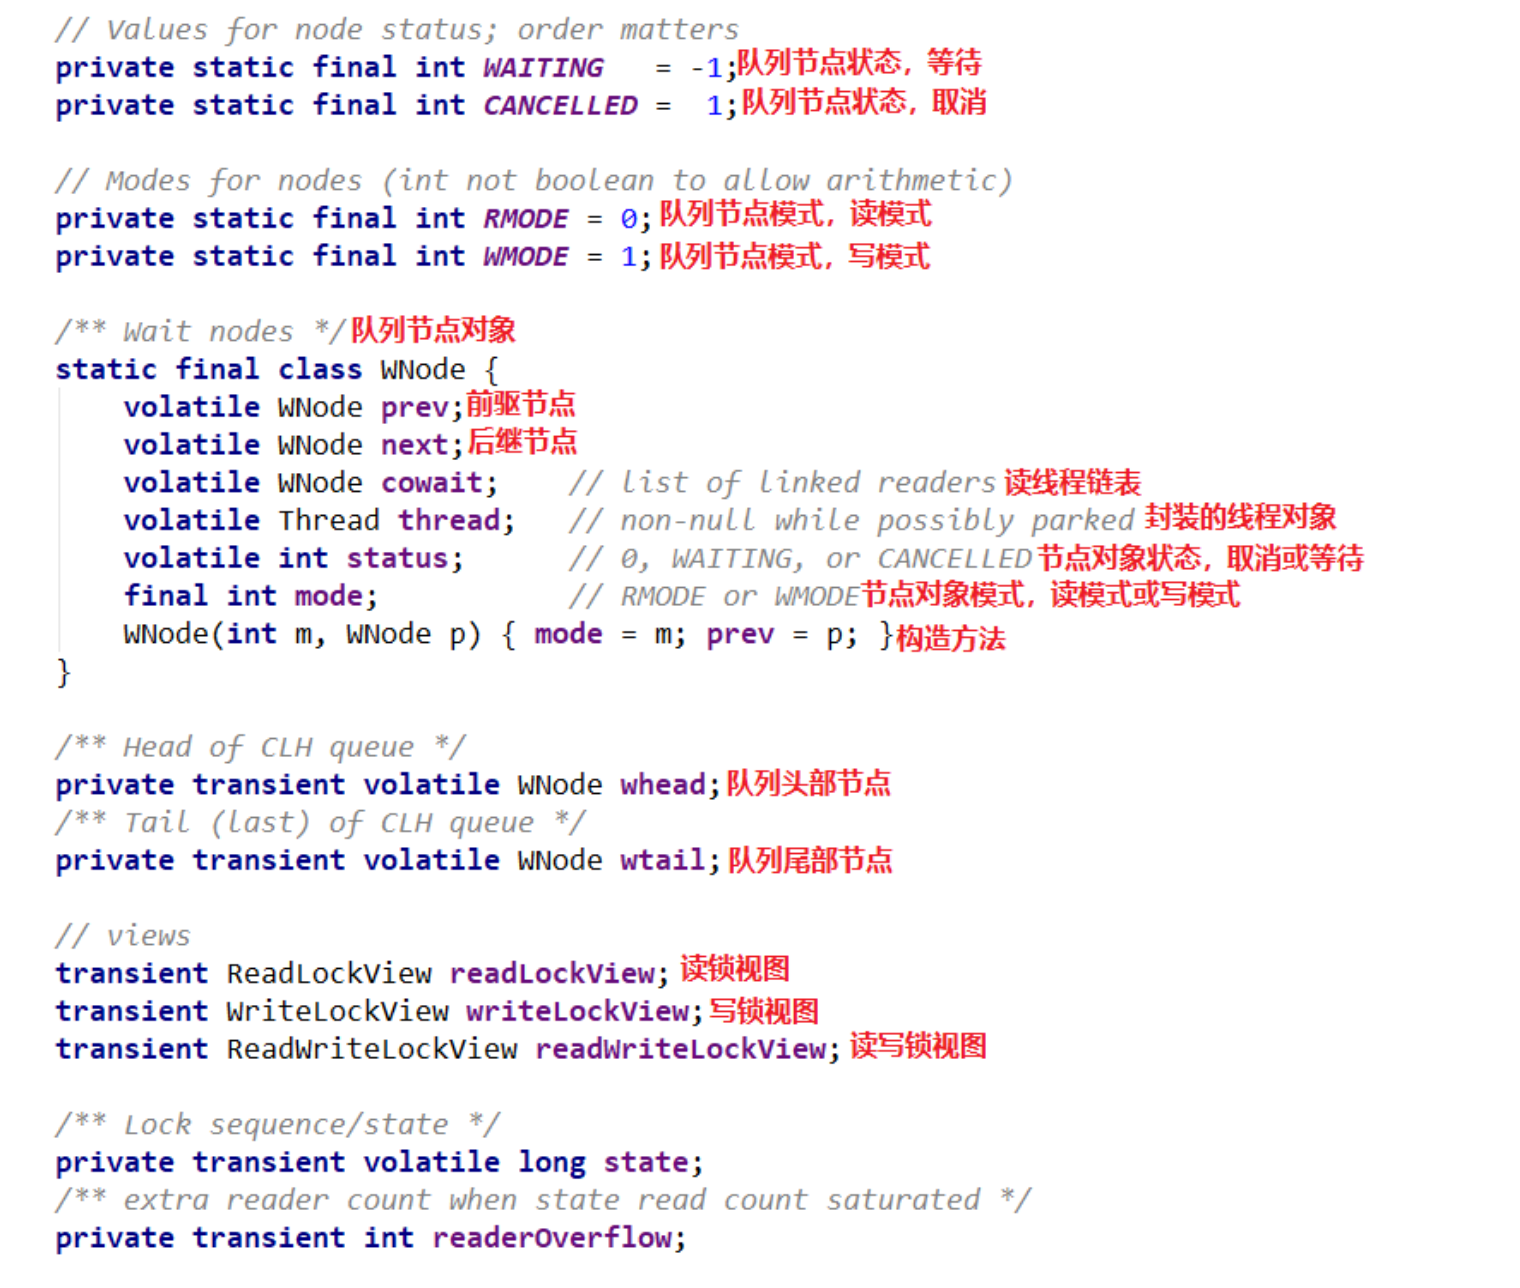 // Values for node status; order matters
private static final int WAITING   = -1;队列节点状态，等待
private static final int CANCELLED =  1;队列节点状态，取消
// Modes for nodes (int not boolean to allow arithmetic)
private static final int RMODE = 0;队列节点模式，读模式
private static final int WMODE = 1;队列节点模式，写模式
/** Wait nodes */队列节点对象
static final class WNode {
    volatile WNode prev;前驱节点
    volatile WNode next;后继节点
    volatile WNode cowait;    // list of linked readers 读线程链表
    volatile Thread thread;   // non-null while possibly parked 封装的线程对象
    volatile int status;      // 0, WAITING, or CANCELLED 节点对象状态，取消或等待
    final int mode;           // RMODE or WMODE节点对象模式，读模式或写模式
    WNode(int m, WNode p) { mode = m; prev = p; }构造方法
}
/** Head of CLH queue */
private transient volatile WNode whead;队列头部节点
/** Tail (last) of CLH queue */
private transient volatile WNode wtail;队列尾部节点
// views
transient ReadLockView readLockView; 读锁视图
transient WriteLockView writeLockView;写锁视图
transient ReadWriteLockView readWriteLockView; 读写锁视图
/** Lock sequence/state */
private transient volatile long state;
/** extra reader count when state read count saturated */
private transient int readerOverflow;